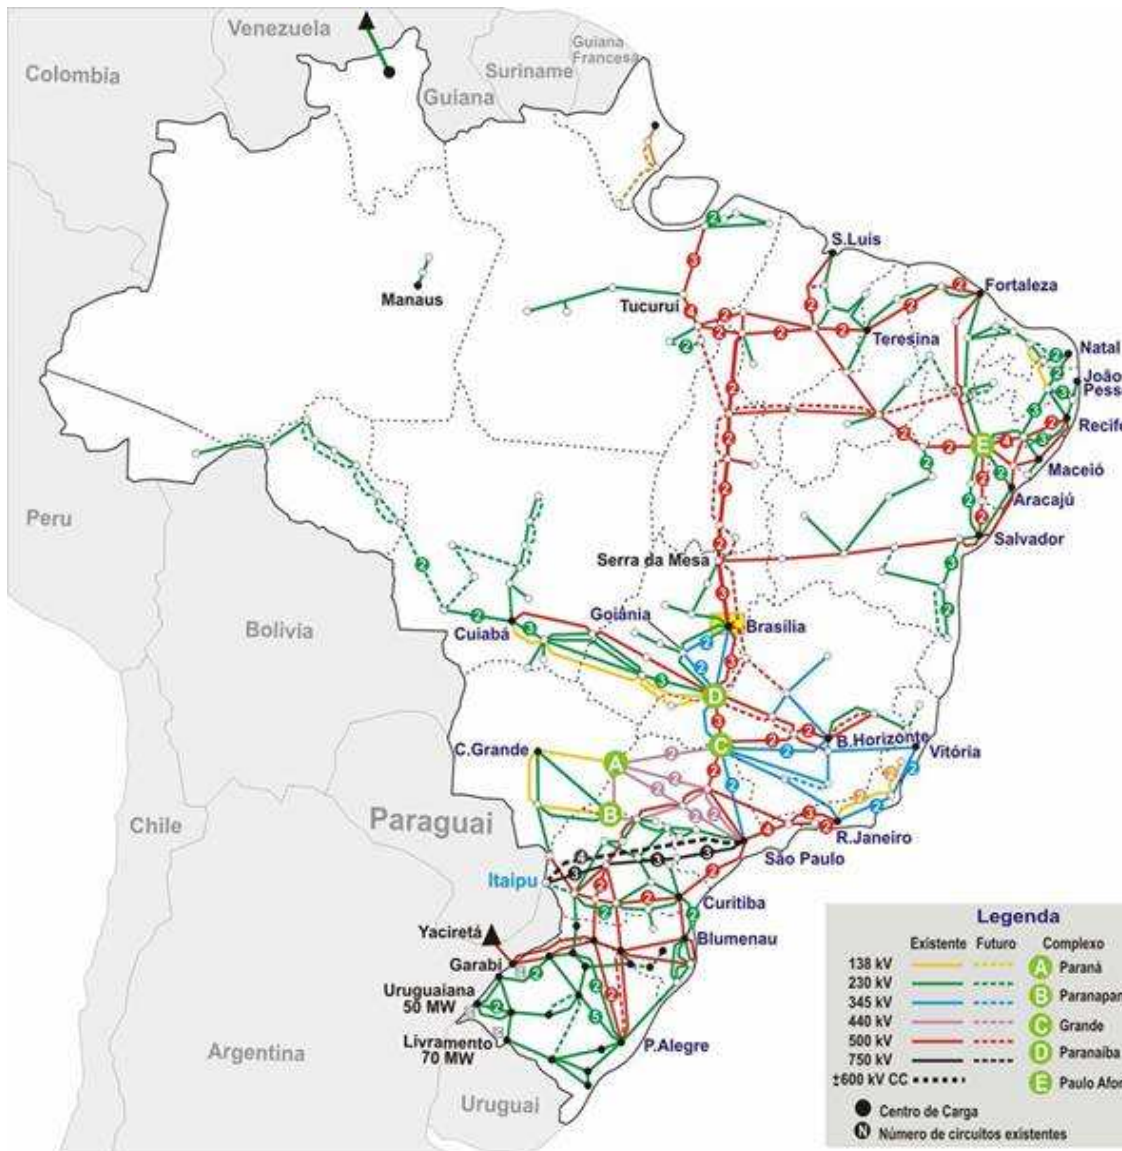 Venezuela
Guiana
Francesa
Colombia
Suriname
Guiana
S.Luis
Manaus
Tucuruí
Fortaleza
Teresina
Natal
João
Pess
Recife
Maceió
Aracajú
Peru
Salvador
Serra da Mesa
Goiânia
Cuiabá
Brasília
Bolivia
D
C.Grande
A
C
B.Horizonte
Vitória
B
Chile
Paraguai
R.Janeiro
São Paulo
Itaipu
Curitiba
Yaciretá
Blumenau
Garabi
Uruguaiana
50 MW
Livramento
70 MW
P.Alegre
Argentina
Uruguai
E
Legenda
Existente Futuro Complexo
138 kV A Paraná
230 kV B Paranapan
345 kV
440 kV C Grande
500 kV D Paranaíba
750 kV
±600 kV CC E Paulo Afon
Centro de Carga
N Número de circuitos existentes